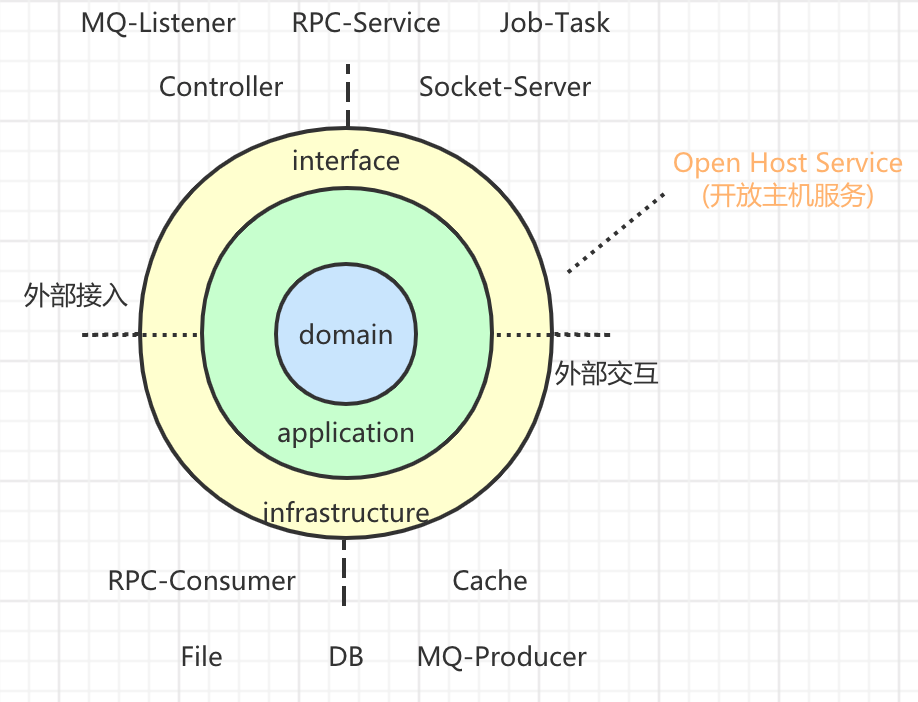 MQ-Listener RPC-Service Job-Task
Controller Socket-Server
interface
Open Host Service
(开放主机服务)
外部接入
domain
外部交互
application
infrastructure
RPC-Consumer Cache
File DB MQ-Producer